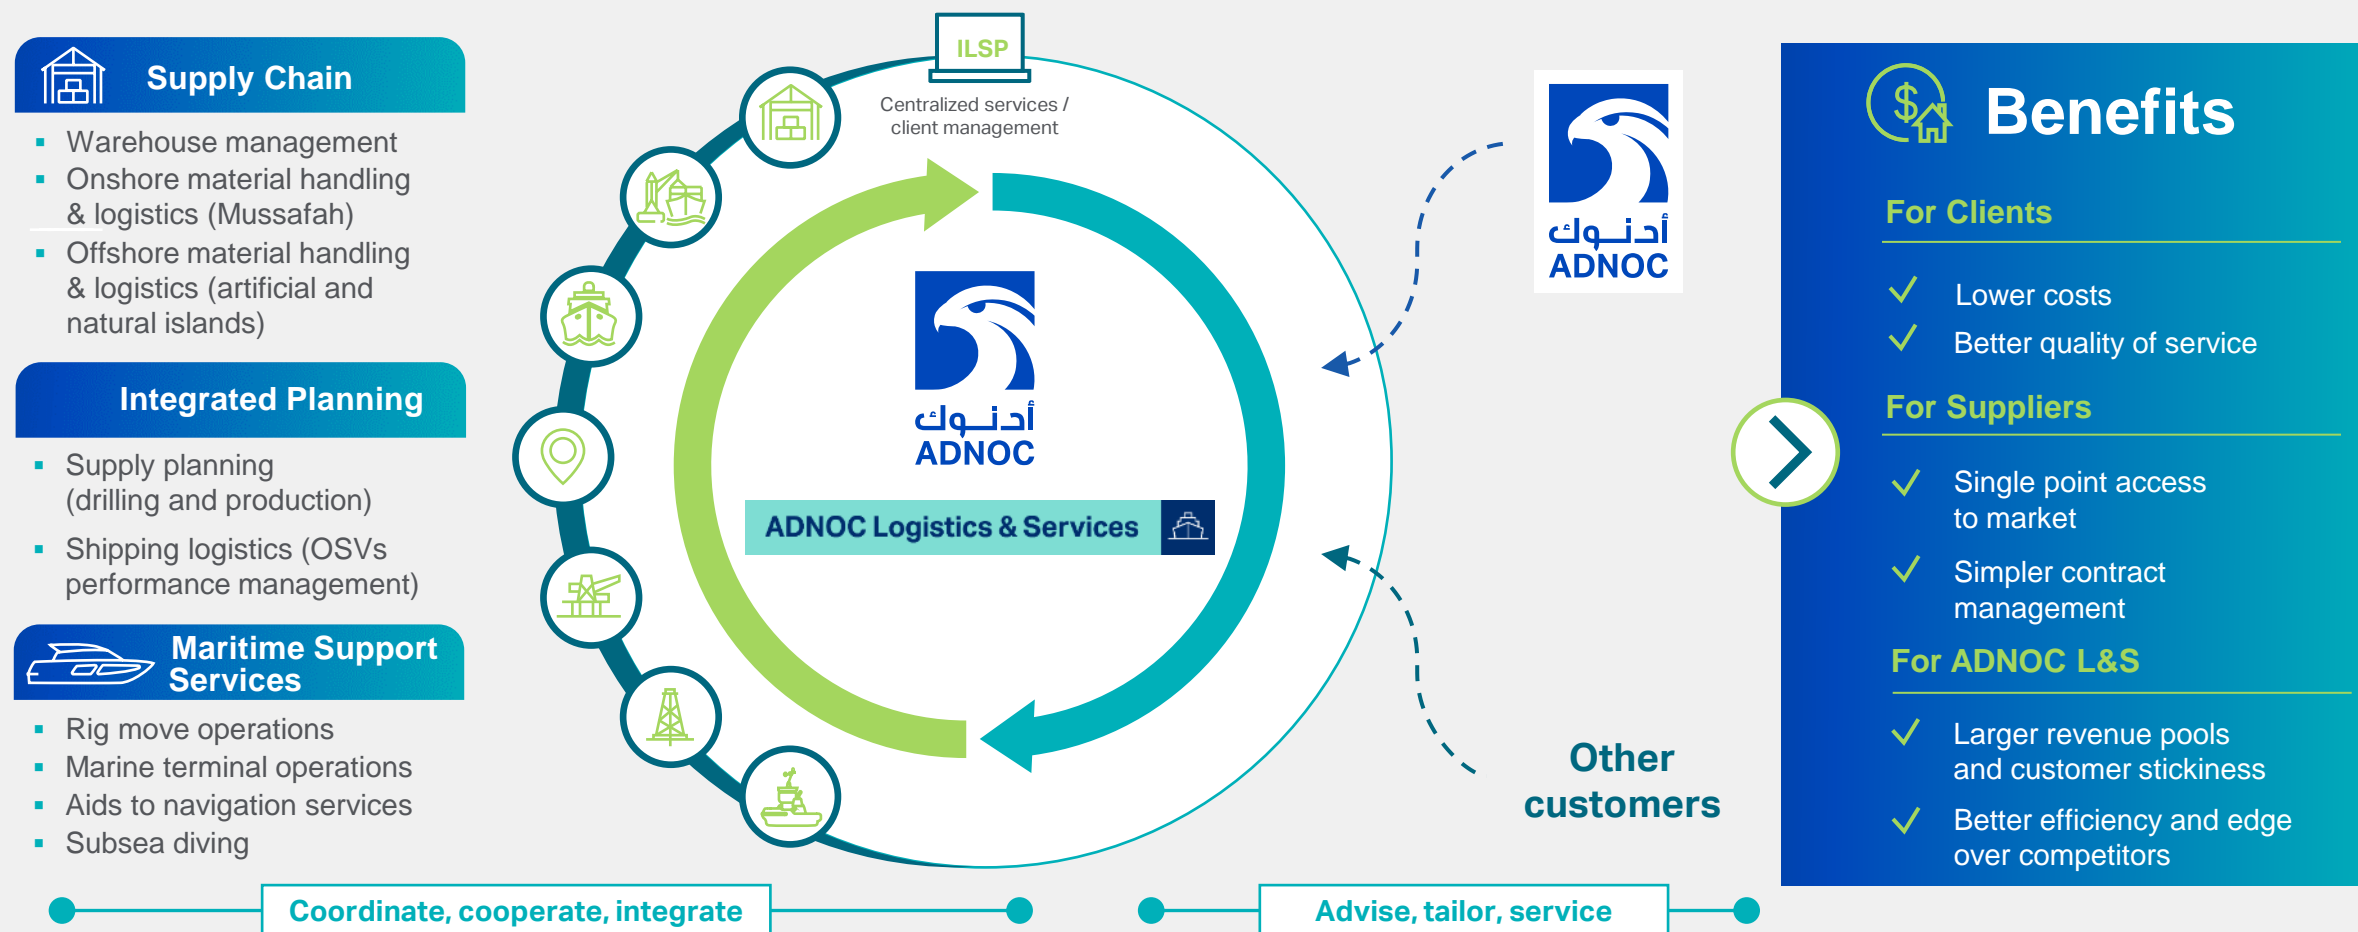 Supply Chain
Warehouse management
Onshore material handling
& logistics (Mussafah)
Offshore material handling
& logistics (artificial and
natural islands)
Integrated Planning
Supply planning
(drilling and production)
Shipping logistics (OSVs
performance management)
Maritime Support
Services
Rig move operations
Marine terminal operations
Aids to navigation services
Subsea diving
ILSP
Centralized services /
client management
أدنـوك
ADNOC
ADNOC Logistics & Services
أدنـوك
ADNOC
Other
customers
Coordinate, cooperate, integrate
Advise, tailor, service
$
Benefits
For Clients
Lower costs
Better quality of service
For Suppliers
Single point access
to market
Simpler contract
management
For ADNOC L&S
Larger revenue pools
and customer stickiness
Better efficiency and edge
over competitors